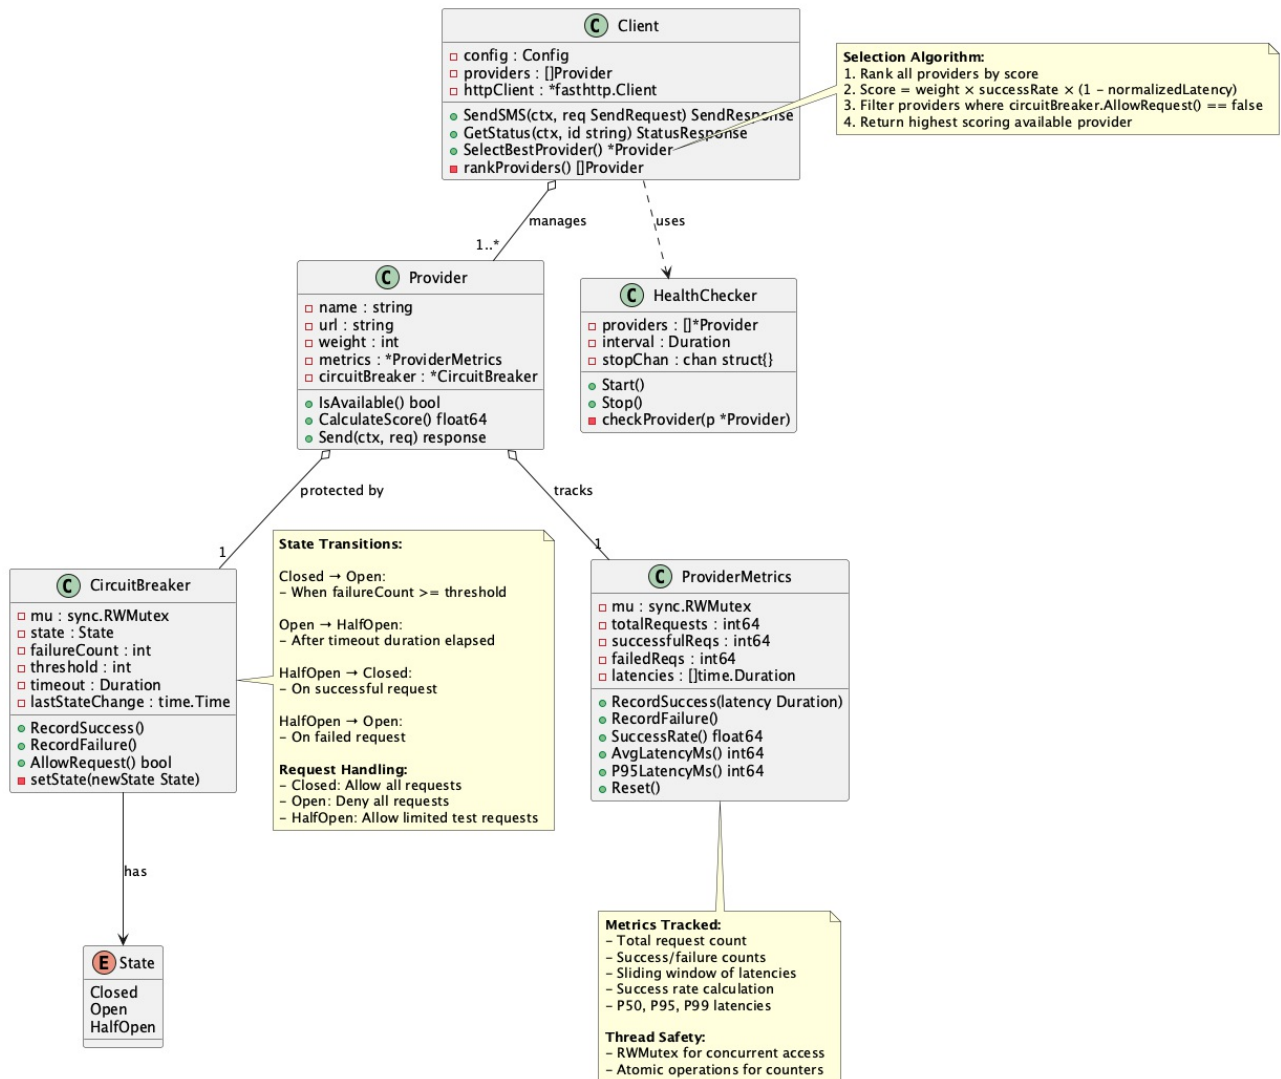 C Client
config : Config
providers : []Provider
httpClient : *fasthttp.Client
SendSMS(ctx, req SendRequest) SendResponse
GetStatus(ctx, id string) StatusResponse
SelectBestProvider() *Provider
rankProviders() []Provider
Selection Algorithm:
1. Rank all providers by score
2. Score = weight × successRate × (1 – normalizedLatency)
3. Filter providers where circuitBreaker.AllowRequest() == false
4. Return highest scoring available provider
manages
uses
1..*
C Provider
name : string
url : string
weight : int
metrics : *ProviderMetrics
circuitBreaker : *CircuitBreaker
IsAvailable() bool
CalculateScore() float64
Send(ctx, req) response
C HealthChecker
providers : []*Provider
interval : Duration
stopChan : chan struct{}
Start()
Stop()
checkProvider(p *Provider)
protected by
tracks
1
1
C CircuitBreaker
mu : sync.RWMutex
state : State
failureCount : int
threshold : int
timeout : Duration
lastStateChange : time.Time
RecordSuccess()
RecordFailure()
AllowRequest() bool
setState(newState State)
State Transitions:
Closed → Open:
– When failureCount >= threshold
Open → HalfOpen:
– After timeout duration elapsed
HalfOpen → Closed:
– On successful request
HalfOpen → Open:
– On failed request
Request Handling:
– Closed: Allow all requests
– Open: Deny all requests
– HalfOpen: Allow limited test requests
C ProviderMetrics
mu : sync.RWMutex
totalRequests : int64
successfulReqs : int64
failedReqs : int64
latencies : []time.Duration
RecordSuccess(latency Duration)
RecordFailure()
SuccessRate() float64
AvgLatencyMs() int64
P95LatencyMs() int64
Reset()
has
E State
Closed
Open
HalfOpen
Metrics Tracked:
– Total request count
– Success/failure counts
– Sliding window of latencies
– Success rate calculation
– P50, P95, P99 latencies
Thread Safety:
– RWMutex for concurrent access
– Atomic operations for counters